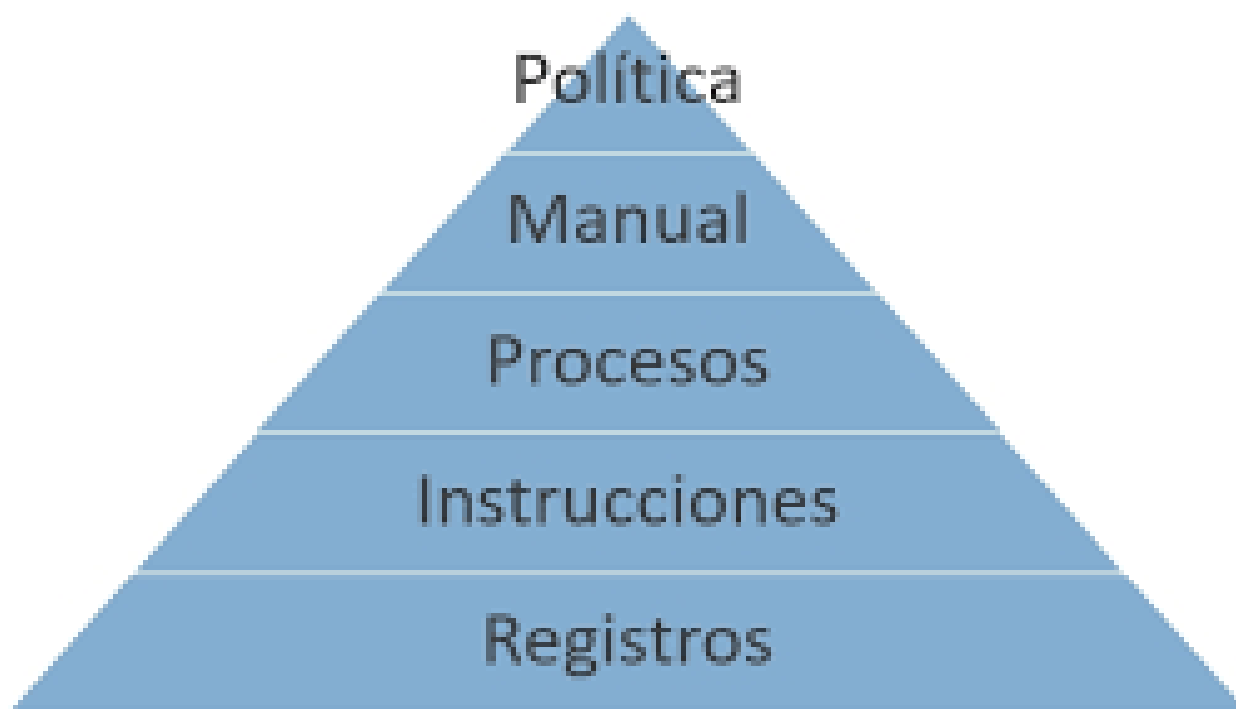 Política
Manual
Procesos
Instrucciones
Registros